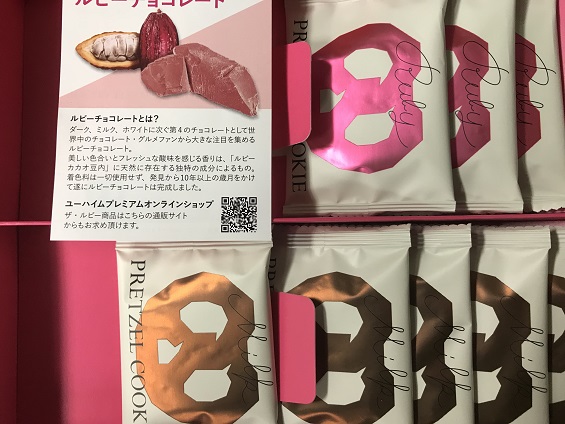 ルビーチョコレート
ルビーチョコレートとは？
ダーク、ミルク、ホワイトに次ぐ第４のチョコレートとして世
界中のチョコレート・グルメファンから大きな注目を集める
ルビーチョコレート。
美しい色合いとフレッシュな酸味を感じる香りは、「ルビー
カカオ豆内」に天然に存在する独特の成分によるもの。
着色料は一切使用せず、発見から10年以上の歳月をかけ
て遂にルビーチョコレートは完成しました。
ユーハイムプレミアムオンラインショップ
ザ・ルビー商品はこちらの通販サイト
からもお求め頂けます。
Ruby
Ruby
Ruby
PR
OOKIE
PRETZEL COOK
Milk
PRE
Milk
Milk
Milk
Milk